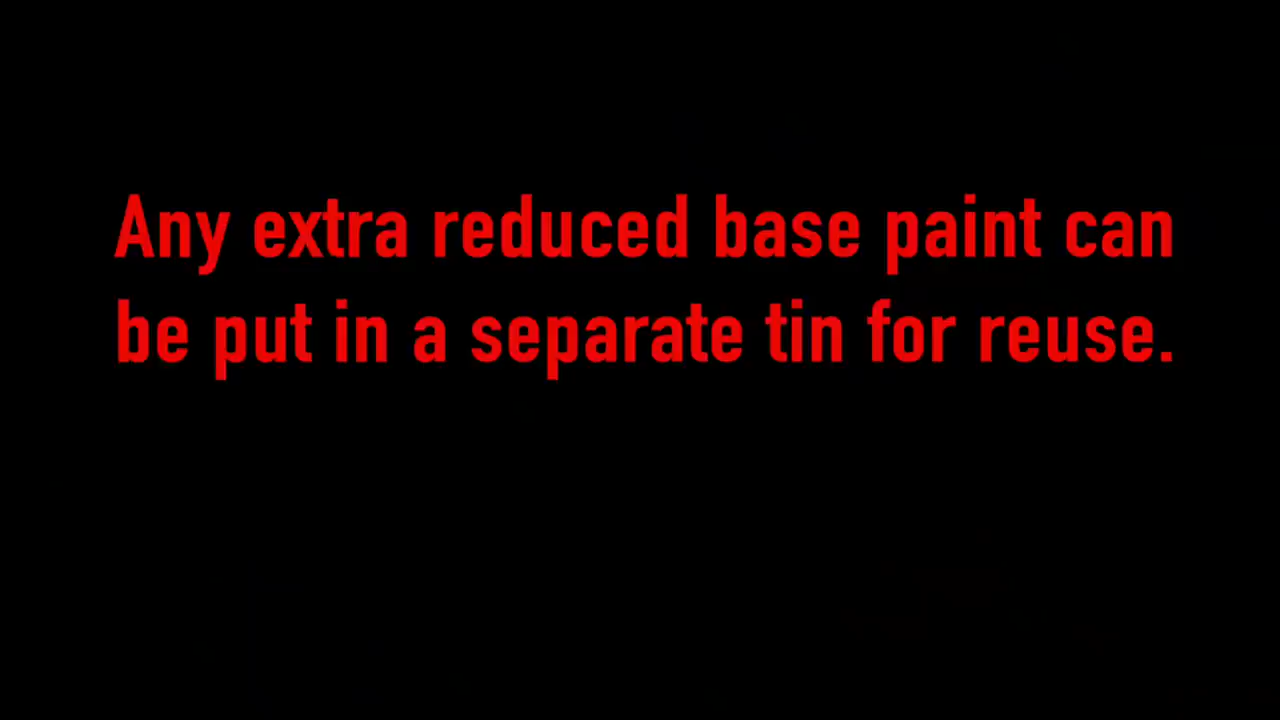 Any extra reduced base paint can
be put in a separate tin for reuse.